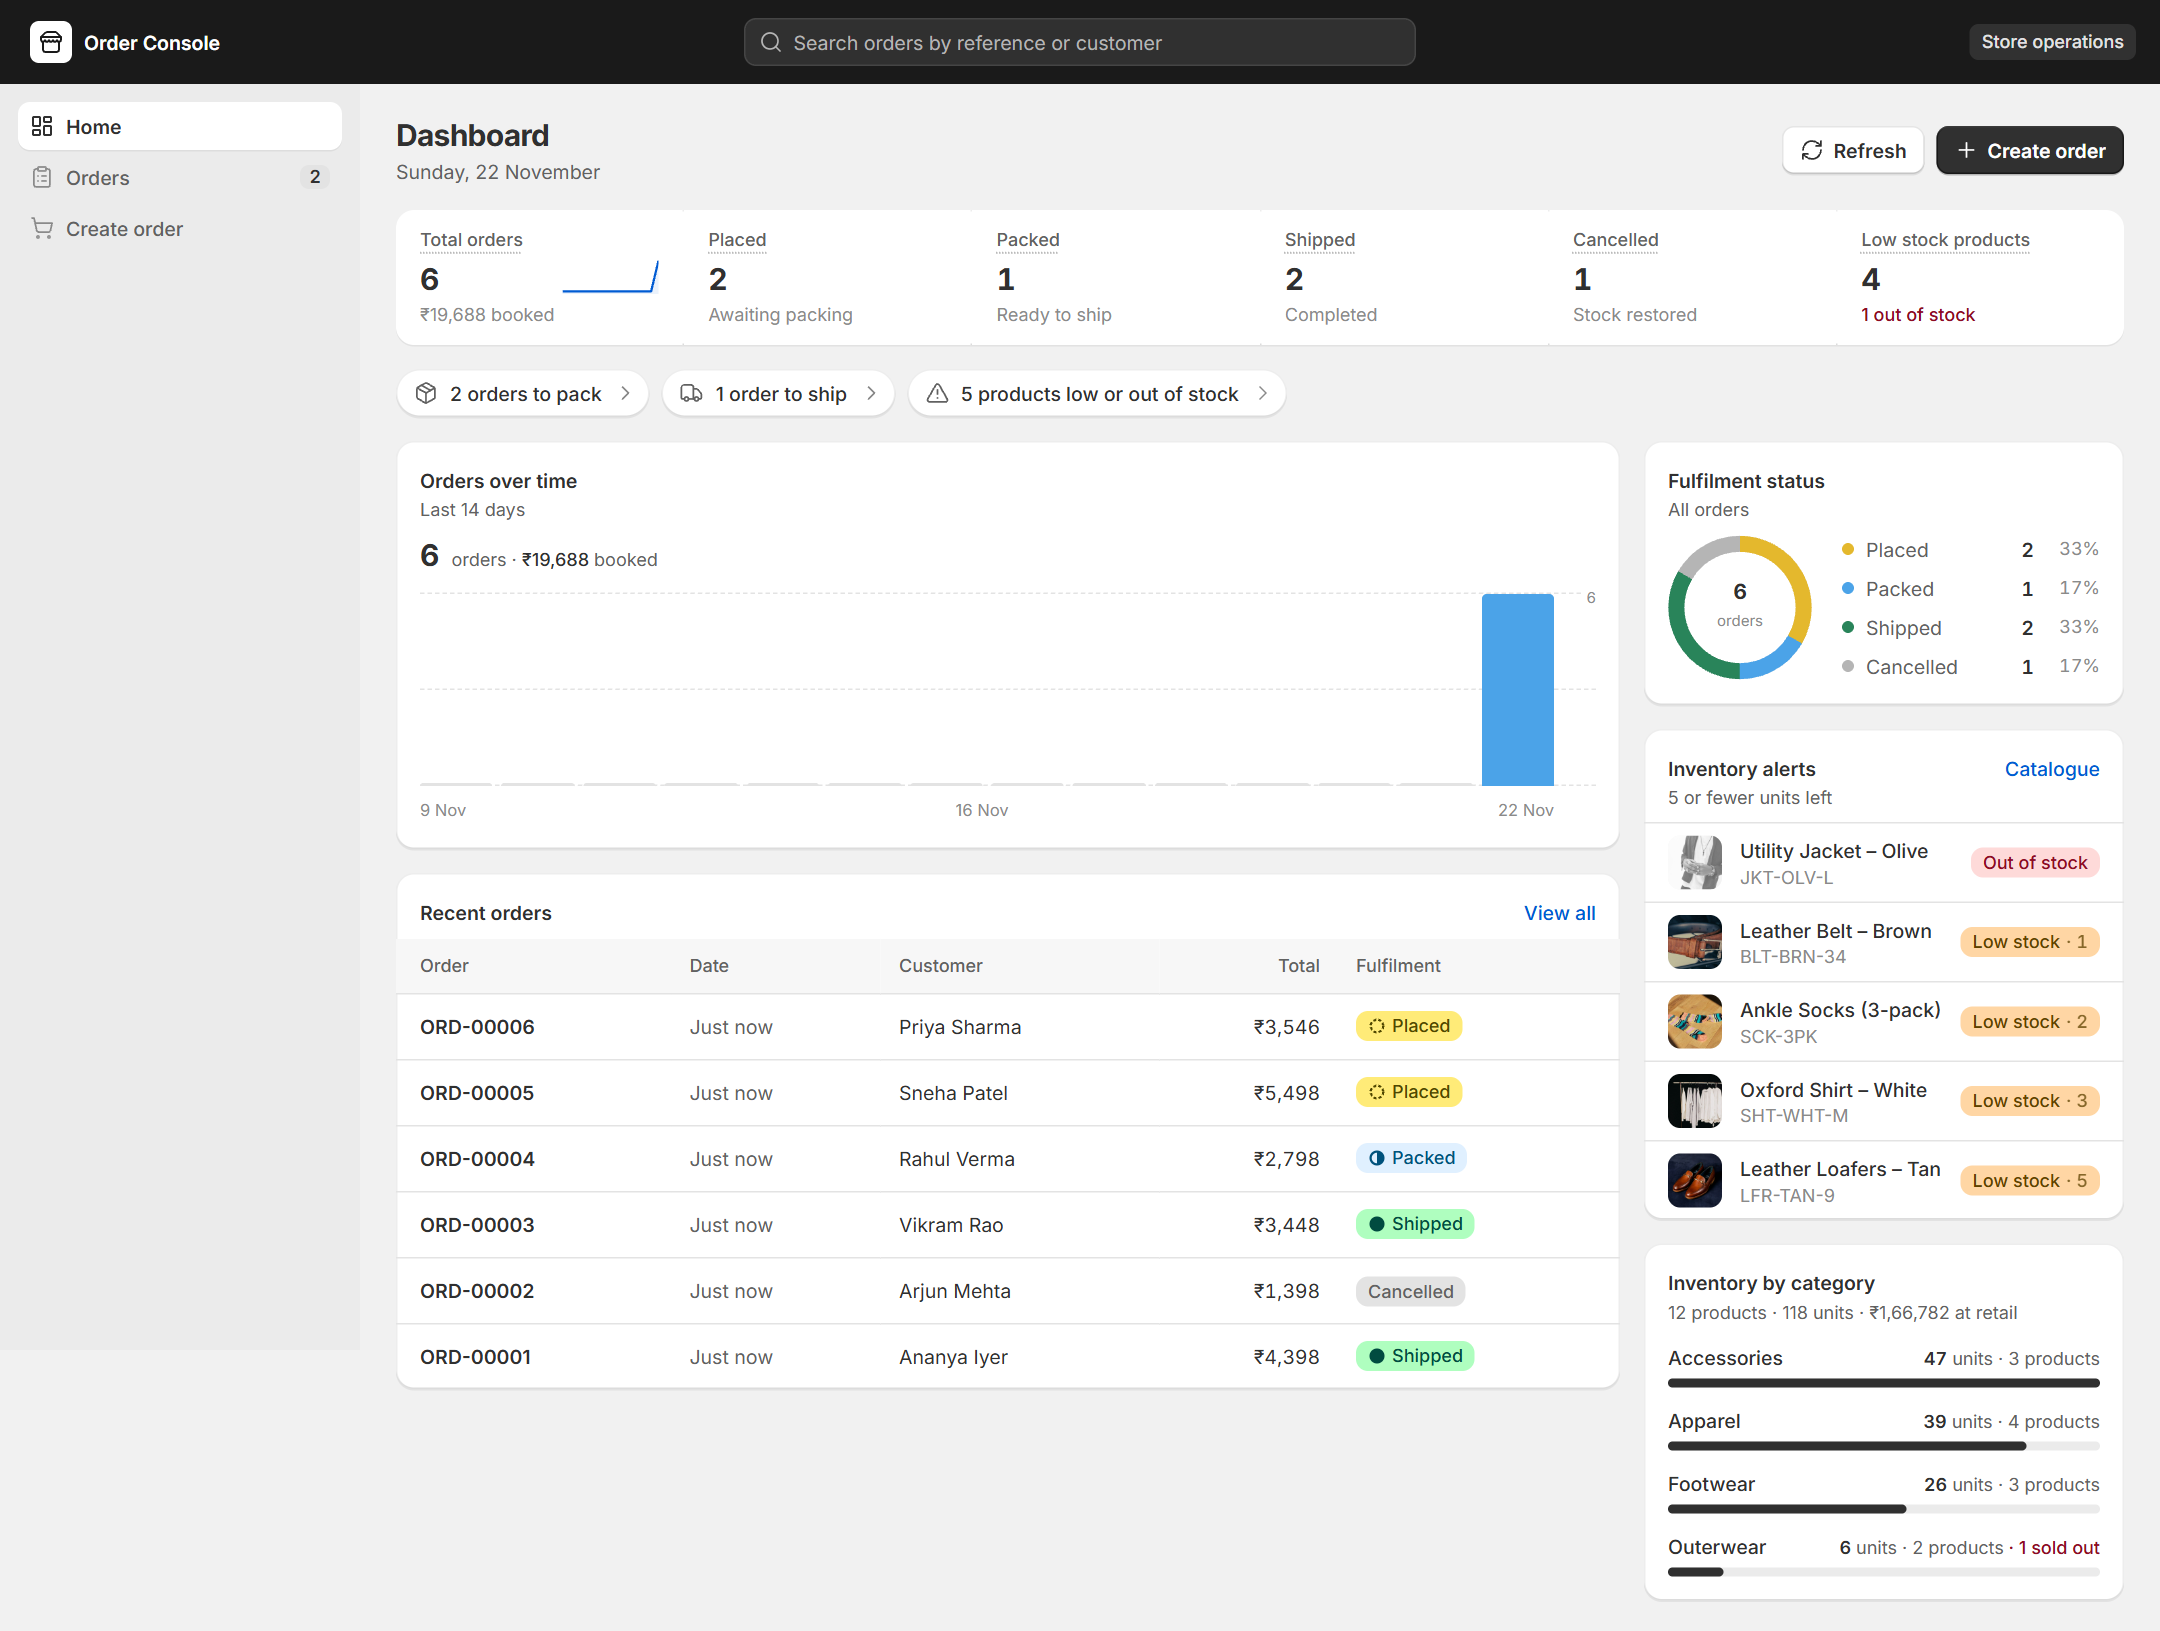 Order Console
Search orders by reference or customer
Store operations
Home
Orders 2
Create order
Dashboard
Sunday, 22 November
Refresh
Create order
Total orders
6
₹19,688 booked
Placed
2
Awaiting packing
Packed
1
Ready to ship
Shipped
2
Completed
Cancelled
1
Stock restored
Low stock products
4
1 out of stock
2 orders to pack
1 order to ship
5 products low or out of stock
Orders over time
Last 14 days
6 orders · ₹19,688 booked
6
9 Nov 16 Nov 22 Nov
Fulfilment status
All orders
6
orders
Placed 2 33%
Packed 1 17%
Shipped 2 33%
Cancelled 1 17%
Recent orders View all
Order Date Customer Total Fulfilment
ORD-00006 Just now Priya Sharma ₹3,546 Placed
ORD-00005 Just now Sneha Patel ₹5,498 Placed
ORD-00004 Just now Rahul Verma ₹2,798 Packed
ORD-00003 Just now Vikram Rao ₹3,448 Shipped
ORD-00002 Just now Arjun Mehta ₹1,398 Cancelled
ORD-00001 Just now Ananya Iyer ₹4,398 Shipped
Inventory alerts Catalogue
5 or fewer units left
Utility Jacket – Olive
JKT-OLV-L
Out of stock
Leather Belt – Brown
BLT-BRN-34
Low stock · 1
Ankle Socks (3-pack)
SCK-3PK
Low stock · 2
Oxford Shirt – White
SHT-WHT-M
Low stock · 3
Leather Loafers – Tan
LFR-TAN-9
Low stock · 5
Inventory by category
12 products · 118 units · ₹1,66,782 at retail
Accessories 47 units · 3 products
Apparel 39 units · 4 products
Footwear 26 units · 3 products
Outerwear 6 units · 2 products · 1 sold out